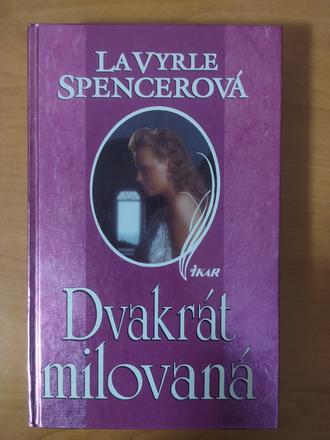 LAVYRLE
SPENCEROVÁ
IKAR
Dvakrát
milovaná